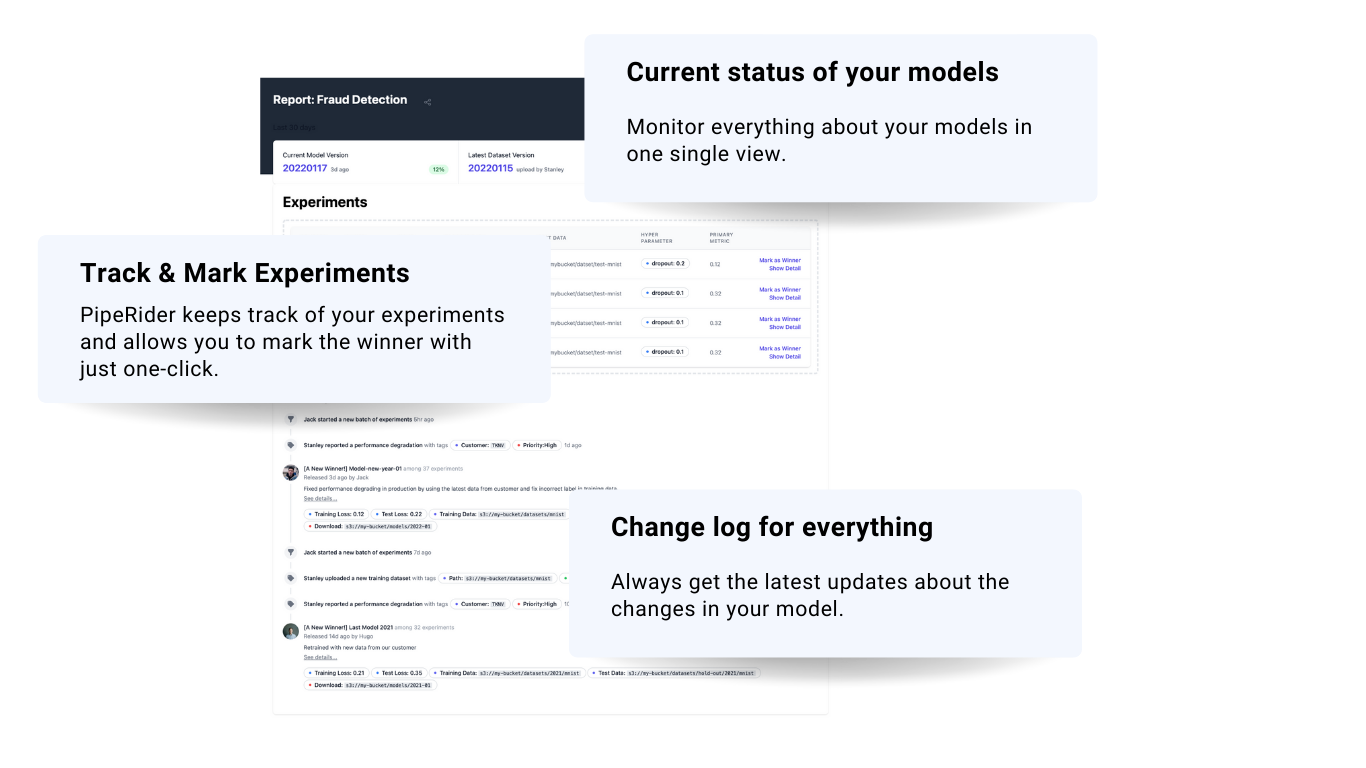 Current status of your models
Monitor everything about your models in
one single view.
Report: Fraud Detection
Last 30 days
Current Model Version
20220117 3d ago 12%
Latest Dataset Version
20220115 upload by Stanley
Experiments
T DATA HYPER PARAMETER PRIMARY METRIC
mybucket/datset/test-mnist dropout: 0.2 0.12 Mark as Winner
Show Detail
mybucket/datset/test-mnist dropout: 0.1 0.32 Mark as Winner
Show Detail
mybucket/datset/test-mnist dropout: 0.1 0.32 Mark as Winner
Show Detail
mybucket/datset/test-mnist dropout: 0.1 0.32 Mark as Winner
Show Detail
Track & Mark Experiments
PipeRider keeps track of your experiments
and allows you to mark the winner with
just one-click.
Jack started a new batch of experiments 5hr ago
Stanley reported a performance degradation with tags Customer: TKNV Priority:High 1d ago
[A New Winner!] Model-new-year-01 among 37 experiments
Released 3d ago by Jack
Fixed performance degrading in production by using the latest data from customer and fix incorrect label in training data
See details...
Training Loss: 0.12 Test Loss: 0.22 Training Data: s3://my-bucket/datasets/mnist
Download: s3://my-bucket/models/2022-01
Jack started a new batch of experiments 7d ago
Stanley uploaded a new training dataset with tags Path: s3://my-bucket/datasets/mnist
Stanley reported a performance degradation with tags Customer: TKNV Priority:High 10
[A New Winner!] Last Model 2021 among 32 experiments
Released 14d ago by Hugo
Retrained with new data from our customer
See details...
Training Loss: 0.21 Test Loss: 0.35 Training Data: s3://my-bucket/datasets/2021/mnist Test Date: s3://my-bucket/datasets/hold-out/2021/mnist
Download: s3://my-bucket/models/2021-01
Change log for everything
Always get the latest updates about the
changes in your model.